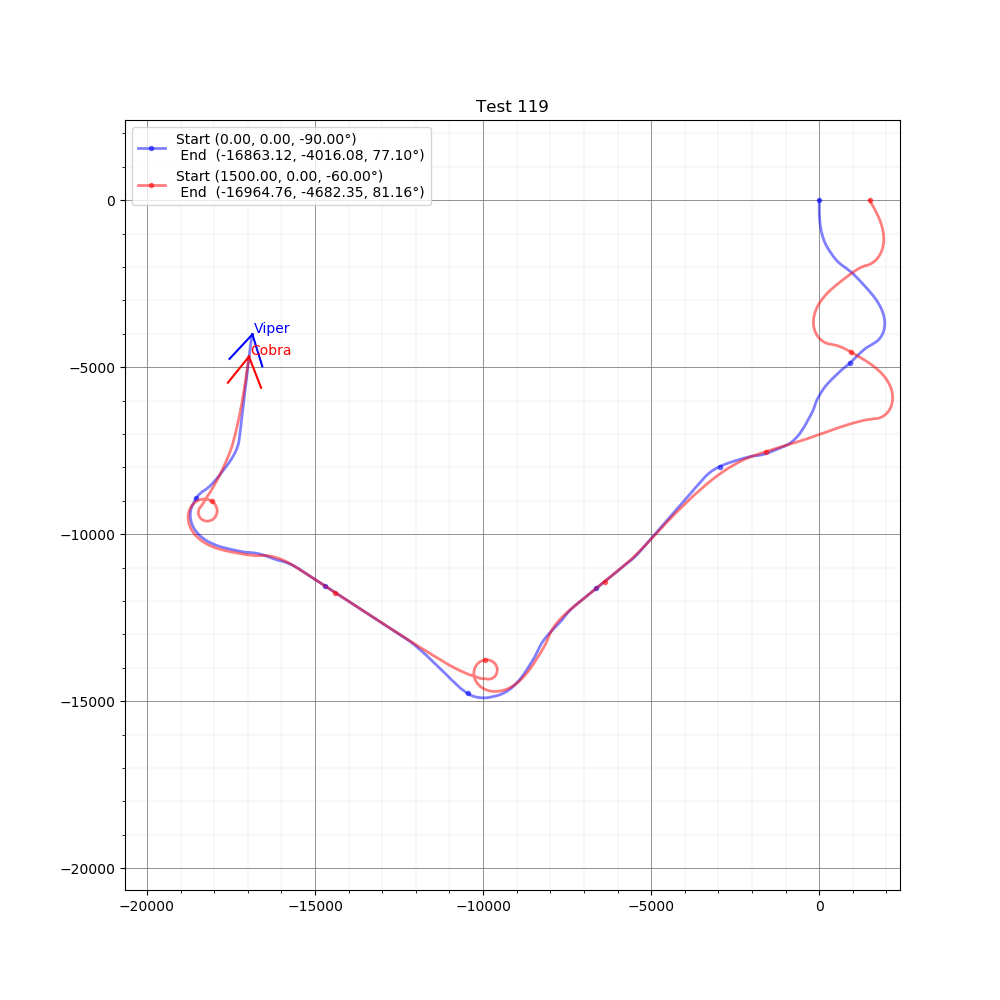 Test 119
Start (0.00, 0.00, -90.00°)
End  (-16863.12, -4016.08, 77.10°)
Start (1500.00, 0.00, -60.00°)
End  (-16964.76, -4682.35, 81.16°)
0
−5000
−10000
−15000
−20000
Viper
Cobra
−20000
−15000
−10000
−5000
0